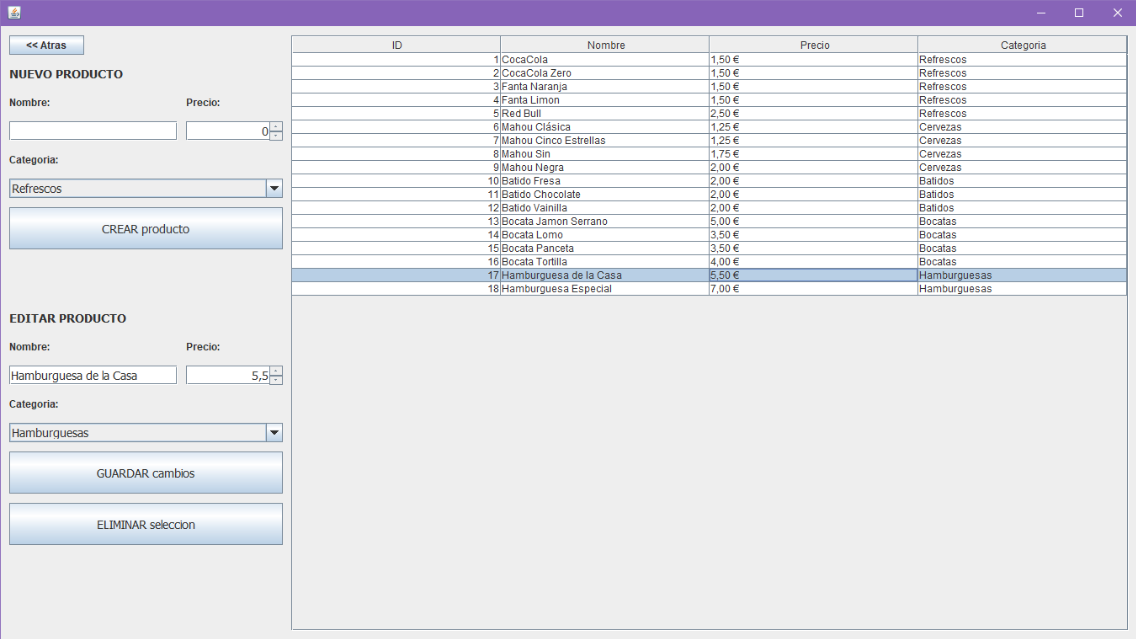 << Atras
NUEVO PRODUCTO
Nombre: Precio:
0
Categoria:
Refrescos
CREAR producto
EDITAR PRODUCTO
Nombre: Precio:
Hamburguesa de la Casa 5,5
Categoria:
Hamburguesas
GUARDAR cambios
ELIMINAR seleccion
ID Nombre Precio Categoria
1 CocaCola 1,50 € Refrescos
2 CocaCola Zero 1,50 € Refrescos
3 Fanta Naranja 1,50 € Refrescos
4 Fanta Limon 1,50 € Refrescos
5 Red Bull 2,50 € Refrescos
6 Mahou Clásica 1,25 € Cervezas
7 Mahou Cinco Estrellas 1,25 € Cervezas
8 Mahou Sin 1,75 € Cervezas
9 Mahou Negra 2,00 € Cervezas
10 Batido Fresa 2,00 € Batidos
11 Batido Chocolate 2,00 € Batidos
12 Batido Vainilla 2,00 € Batidos
13 Bocata Jamon Serrano 5,00 € Bocatas
14 Bocata Lomo 3,50 € Bocatas
15 Bocata Panceta 3,50 € Bocatas
16 Bocata Tortilla 4,00 € Bocatas
17 Hamburguesa de la Casa 5,50 € Hamburguesas
18 Hamburguesa Especial 7,00 € Hamburguesas